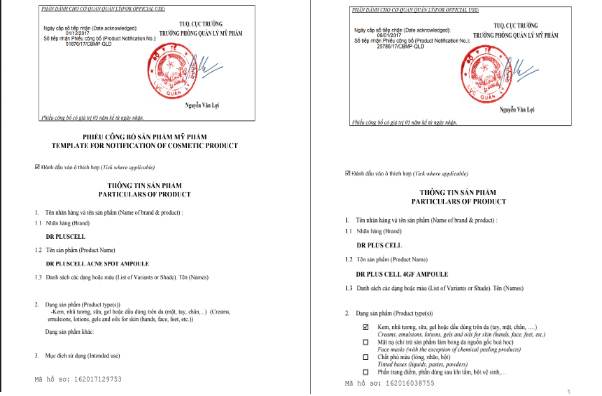 PHẦN DÀNH CHO CƠ QUAN QUẢN LÝ(FOR OFFICIAL USE)
Ngày cấp số tiếp nhận (Date acknowledged):
01/12/2017
Số tiếp nhận Phiếu công bố (Product Notification No.):
51870/17/CBMP-QLD
TUQ. CỤC TRƯỞNG
TRƯỞNG PHÒNG QUẢN LÝ MỸ PHẨM
Nguyễn Văn Lợi
Phiếu công bố có giá trị 05 năm kể từ ngày nhận.
PHIẾU CÔNG BỐ SẢN PHẨM MỸ PHẨM
TEMPLATE FOR NOTIFICATION OF COSMETIC PRODUCT
☑ Đánh dấu vào ô thích hợp (Tick where applicable)
THÔNG TIN SẢN PHẨM
PARTICULARS OF PRODUCT
1. Tên nhãn hàng và tên sản phẩm (Name of brand & product) :
1.1 Nhãn hàng (Brand)
DR PLUSCELL
1.2 Tên sản phẩm (Product Name)
DR PLUSCELL ACNE SPOT AMPOULE
1.3 Danh sách các dạng hoặc màu (List of Variants or Shade). Tên (Names)
2. Dạng sản phẩm (Product type(s))
-Kem, nhũ tương, sữa, gel hoặc dầu dùng trên da (mặt, tay, chân,...) (Creams,
emulsions, lotions, gels and oils for skin (hands, face, feet, etc.))
Dạng sản phẩm khác:
3. Mục đích sử dụng (Intended use)
Mã hồ sơ: 162017129753
PHẦN DÀNH CHO CƠ QUAN QUẢN LÝ(FOR OFFICIAL USE)
Ngày cấp số tiếp nhận (Date acknowledged):
Số tiếp nhận Phiếu công bố (Product Notification No.):
/17/CBMP-QLD
TUQ. CỤC TRƯỞNG
TRƯỞNG PHÒNG QUẢN LÝ MỸ PHẨM
Nguyễn Văn Lợi
Phiếu công bố có giá trị 05 năm kể từ ngày nhận.
☑ Đánh dấu vào ô thích hợp (Tick where applicable)
THÔNG TIN SẢN PHẨM
PARTICULARS OF PRODUCT
1. Tên nhãn hàng và tên sản phẩm (Name of brand & product) :
1.1 Nhãn hàng (Brand)
DR PLUS CELL
1.2 Tên sản phẩm (Product Name)
DR PLUS CELL 4GF AMPOULE
1.3 Danh sách các dạng hoặc màu (List of Variants or Shade). Tên (Names)
2. Dạng sản phẩm (Product type(s))
☑ Kem, nhũ tương, sữa, gel hoặc dầu dùng trên da (tay, mặt, chân, ….)
Creams, emulsions, lotions, gels and oils for skin (hands, face, feet, etc.)
☐ Mặt nạ (chỉ trừ sản phẩm làm bong da nguồn gốc hoá học)
Face masks (with the exception of chemical peeling products)
☐ Chất phủ màu (lỏng, nhão, bột)
Tinted bases (liquids, pastes, powders)
☐ Phấn trang điểm, phấn dùng sau khi tắm, bột vệ sinh,...
Mã hồ sơ: 162016038755
1